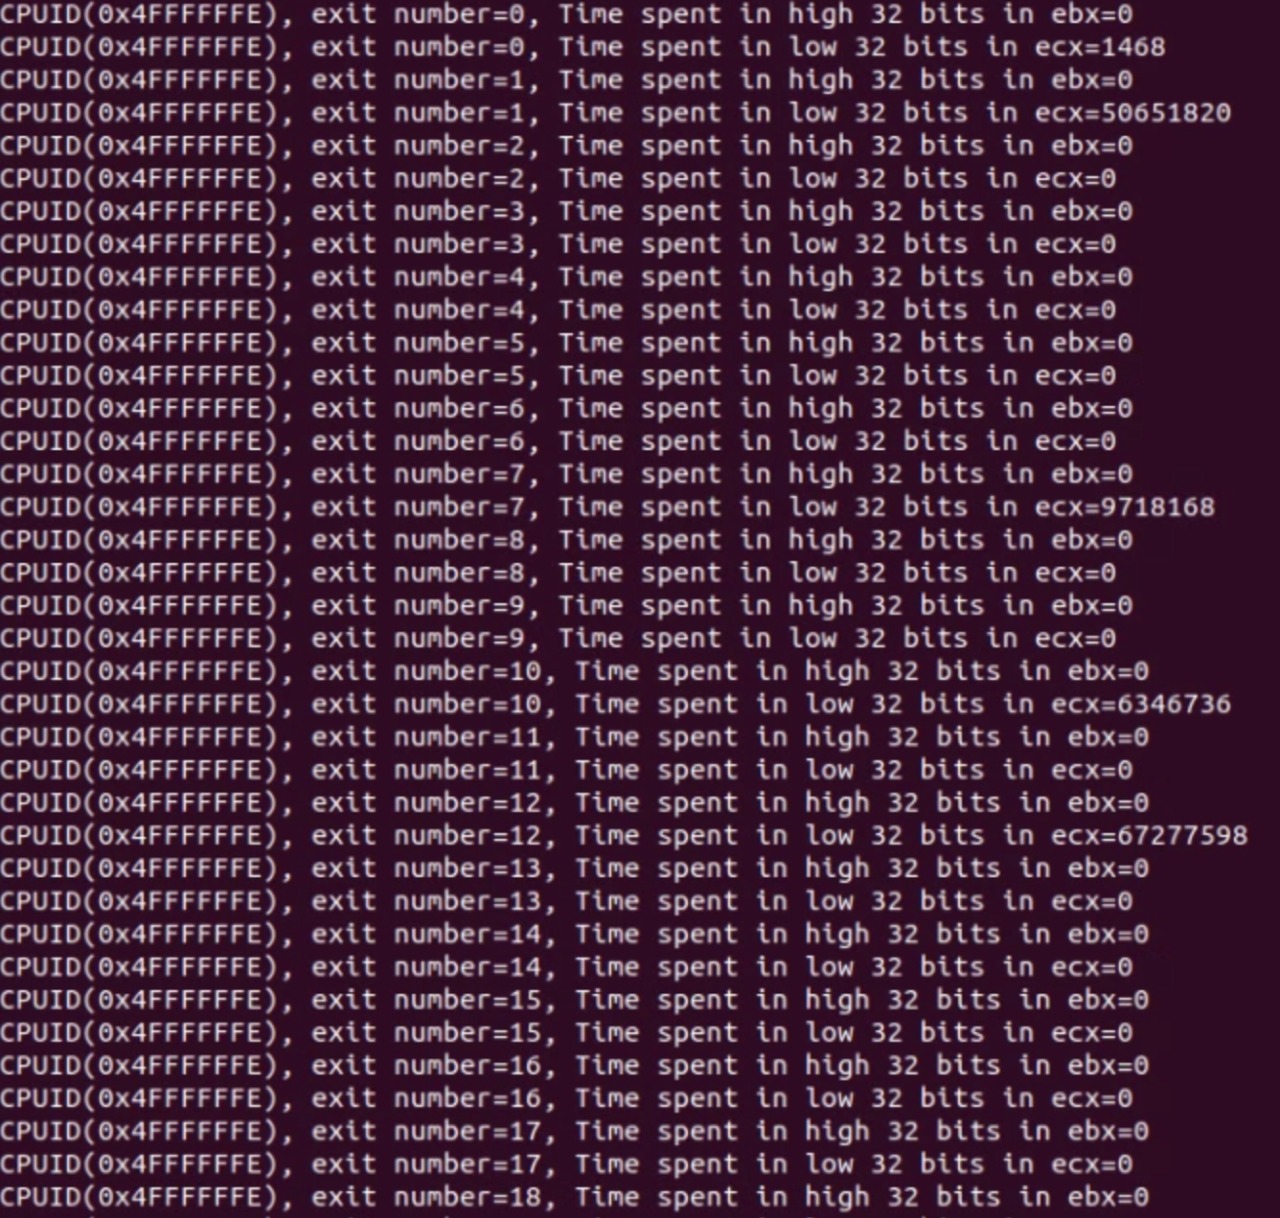 CPUID(0x4FFFFFFE), exit number=0, Time spent in high 32 bits in ebx=0
CPUID(0x4FFFFFFE), exit number=0, Time spent in low 32 bits in ecx=1468
CPUID(0x4FFFFFFE), exit number=1, Time spent in high 32 bits in ebx=0
CPUID(0x4FFFFFFE), exit number=1, Time spent in low 32 bits in ecx=50651820
CPUID(0x4FFFFFFE), exit number=2, Time spent in high 32 bits in ebx=0
CPUID(0x4FFFFFFE), exit number=2, Time spent in low 32 bits in ecx=0
CPUID(0x4FFFFFFE), exit number=3, Time spent in high 32 bits in ebx=0
CPUID(0x4FFFFFFE), exit number=3, Time spent in low 32 bits in ecx=0
CPUID(0x4FFFFFFE), exit number=4, Time spent in high 32 bits in ebx=0
CPUID(0x4FFFFFFE), exit number=4, Time spent in low 32 bits in ecx=0
CPUID(0x4FFFFFFE), exit number=5, Time spent in high 32 bits in ebx=0
CPUID(0x4FFFFFFE), exit number=5, Time spent in low 32 bits in ecx=0
CPUID(0x4FFFFFFE), exit number=6, Time spent in high 32 bits in ebx=0
CPUID(0x4FFFFFFE), exit number=6, Time spent in low 32 bits in ecx=0
CPUID(0x4FFFFFFE), exit number=7, Time spent in high 32 bits in ebx=0
CPUID(0x4FFFFFFE), exit number=7, Time spent in low 32 bits in ecx=9718168
CPUID(0x4FFFFFFE), exit number=8, Time spent in high 32 bits in ebx=0
CPUID(0x4FFFFFFE), exit number=8, Time spent in low 32 bits in ecx=0
CPUID(0x4FFFFFFE), exit number=9, Time spent in high 32 bits in ebx=0
CPUID(0x4FFFFFFE), exit number=9, Time spent in low 32 bits in ecx=0
CPUID(0x4FFFFFFE), exit number=10, Time spent in high 32 bits in ebx=0
CPUID(0x4FFFFFFE), exit number=10, Time spent in low 32 bits in ecx=6346736
CPUID(0x4FFFFFFE), exit number=11, Time spent in high 32 bits in ebx=0
CPUID(0x4FFFFFFE), exit number=11, Time spent in low 32 bits in ecx=0
CPUID(0x4FFFFFFE), exit number=12, Time spent in high 32 bits in ebx=0
CPUID(0x4FFFFFFE), exit number=12, Time spent in low 32 bits in ecx=67277598
CPUID(0x4FFFFFFE), exit number=13, Time spent in high 32 bits in ebx=0
CPUID(0x4FFFFFFE), exit number=13, Time spent in low 32 bits in ecx=0
CPUID(0x4FFFFFFE), exit number=14, Time spent in high 32 bits in ebx=0
CPUID(0x4FFFFFFE), exit number=14, Time spent in low 32 bits in ecx=0
CPUID(0x4FFFFFFE), exit number=15, Time spent in high 32 bits in ebx=0
CPUID(0x4FFFFFFE), exit number=15, Time spent in low 32 bits in ecx=0
CPUID(0x4FFFFFFE), exit number=16, Time spent in high 32 bits in ebx=0
CPUID(0x4FFFFFFE), exit number=16, Time spent in low 32 bits in ecx=0
CPUID(0x4FFFFFFE), exit number=17, Time spent in high 32 bits in ebx=0
CPUID(0x4FFFFFFE), exit number=17, Time spent in low 32 bits in ecx=0
CPUID(0x4FFFFFFE), exit number=18, Time spent in high 32 bits in ebx=0